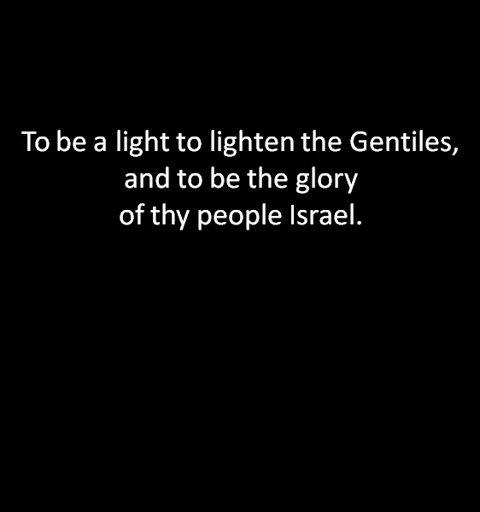 To be a light to lighten the Gentiles,
and to be the glory
of thy people Israel.